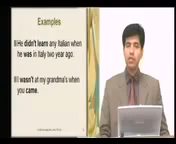 Examples
He didn't learn any Italian when
he was in Italy two year ago.
I wasn't at my grandma's when
you came.